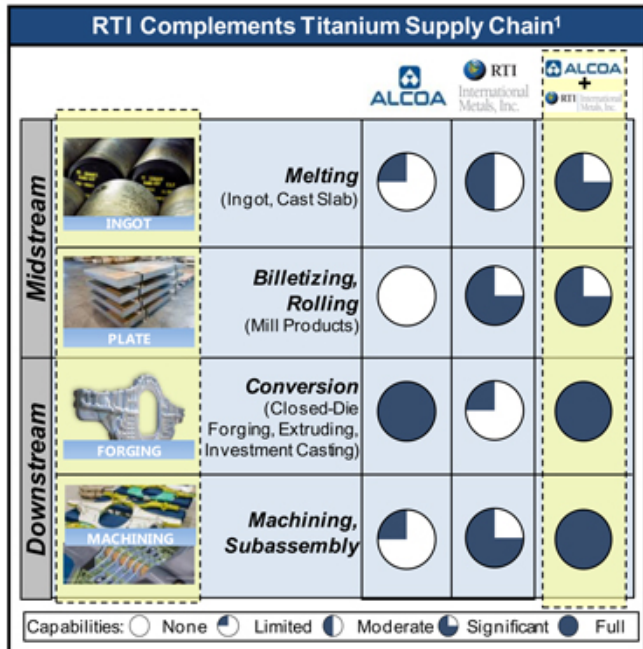 RTI Complements Titanium Supply Chain¹
ALCOA
RTI
International
Metals, Inc.
ALCOA
+
RTI International
Metals, Inc.
Midstream
INGOT
Melting
(Ingot, Cast Slab)
PLATE
Billetizing,
Rolling
(Mill Products)
Downstream
FORGING
Conversion
(Closed-Die
Forging, Extruding,
Investment Casting)
MACHINING
Machining,
Subassembly
Capabilities: None Limited Moderate Significant Full